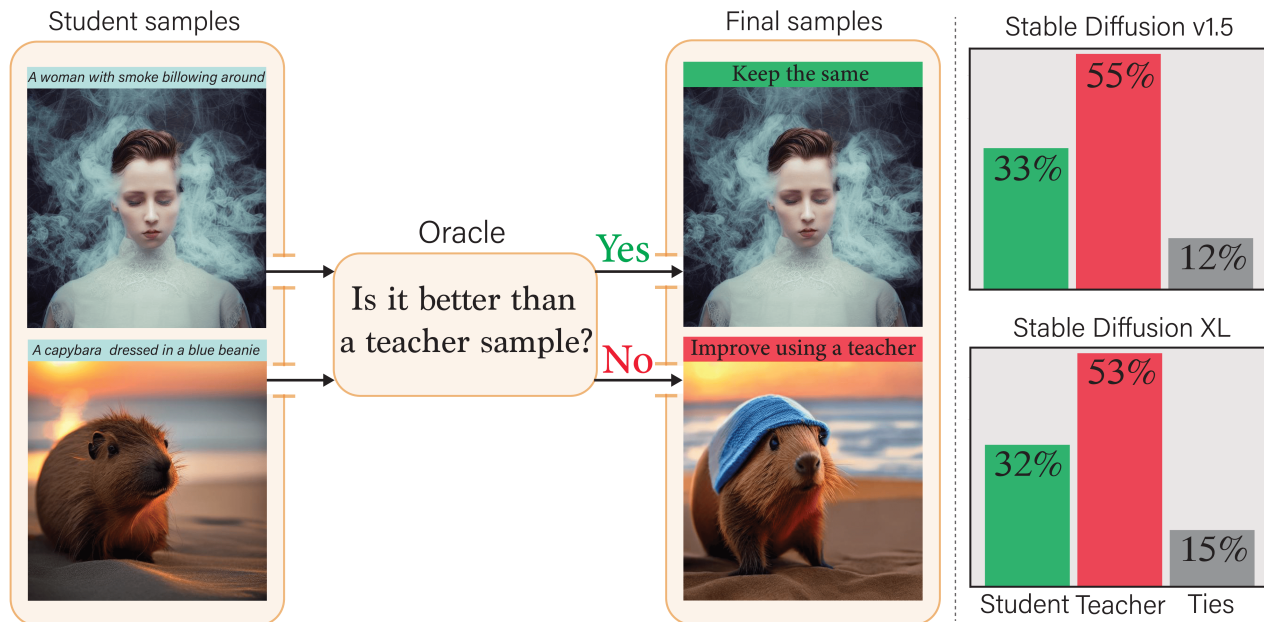 Student samples
A woman with smoke billowing around
A capybara dressed in a blue beanie
Oracle
Is it better than
a teacher sample?
Yes
No
Final samples
Keep the same
Improve using a teacher
Stable Diffusion v1.5
33%
55%
12%
Stable Diffusion XL
32%
53%
15%
Student Teacher Ties